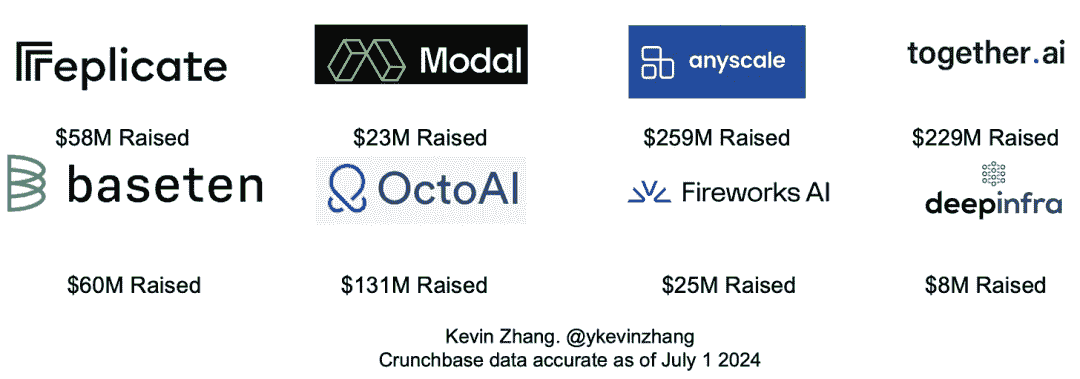 replicate Modal anyscale together.ai
$58M Raised $23M Raised $259M Raised $229M Raised
baseten OctoAI Fireworks AI deepinfra
$60M Raised $131M Raised $25M Raised $8M Raised
Kevin Zhang. @ykevinzhang
Crunchbase data accurate as of July 1 2024